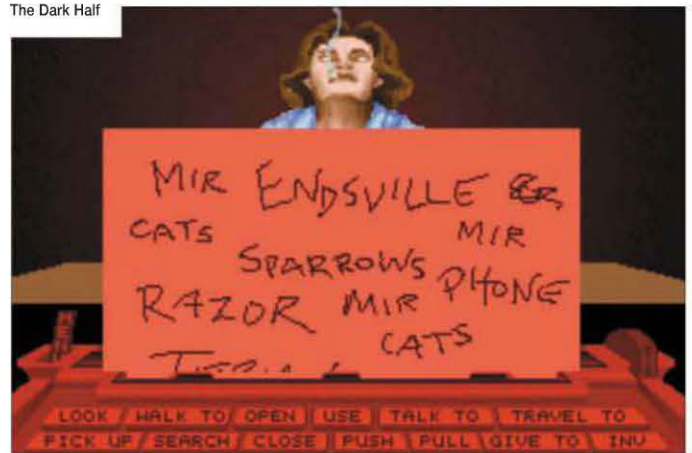 The Dark Half
MIR ENDSVILLE
CATS MIR
SPARROWS PHONE
RAZOR MIR
CATS
LOOK WALK TO OPEN USE TALK TO TRAVEL TO
PICK UP SEARCH CLOSE PUSH PULL GIVE TO INV